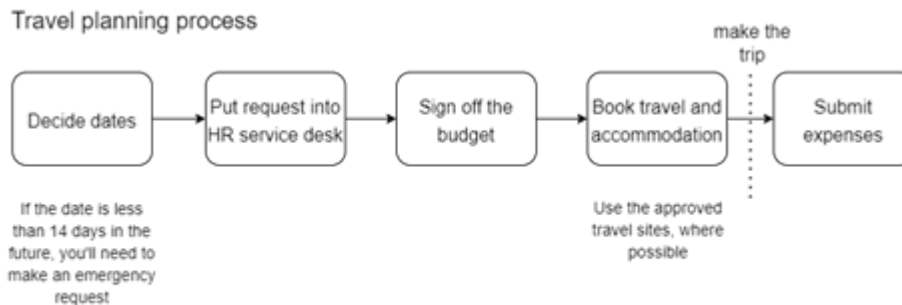 Travel planning process
make the
trip
Decide dates
Put request into
HR service desk
Sign off the
budget
Book travel and
accommodation
Submit
expenses
If the date is less
than 14 days in the
future, you'll need to
make an emergency
request
Use the approved
travel sites, where
possible